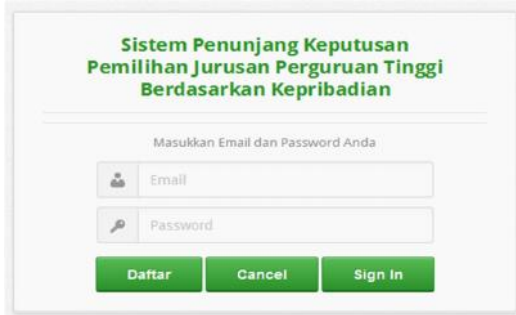 Sistem Penunjang Keputusan
Pemilihan Jurusan Perguruan Tinggi
Berdasarkan Kepribadian
Masukkan Email dan Password Anda
Email
Password
Daftar Cancel Sign In